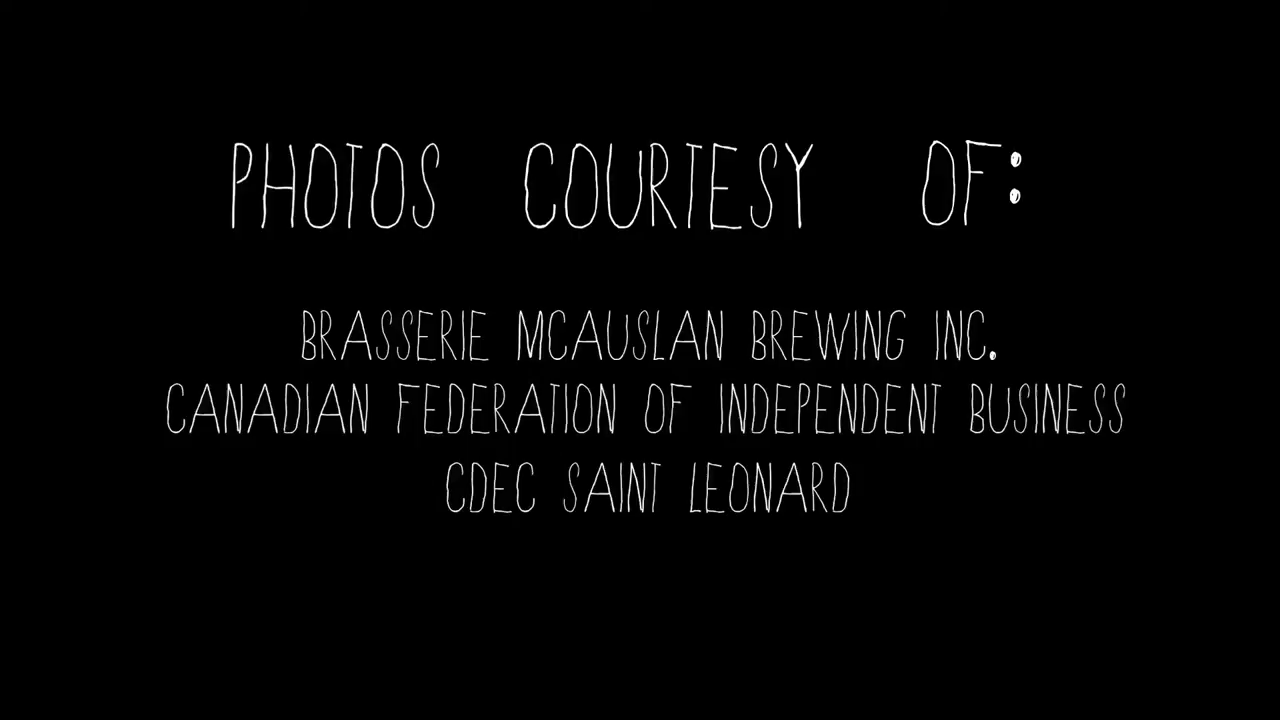 PHOTOS COURTESY OF:
BRASSERIE MCAUSLAN BREWING INC.
CANADIAN FEDERATION OF INDEPENDENT BUSINESS
CDEC SAINT LEONARD